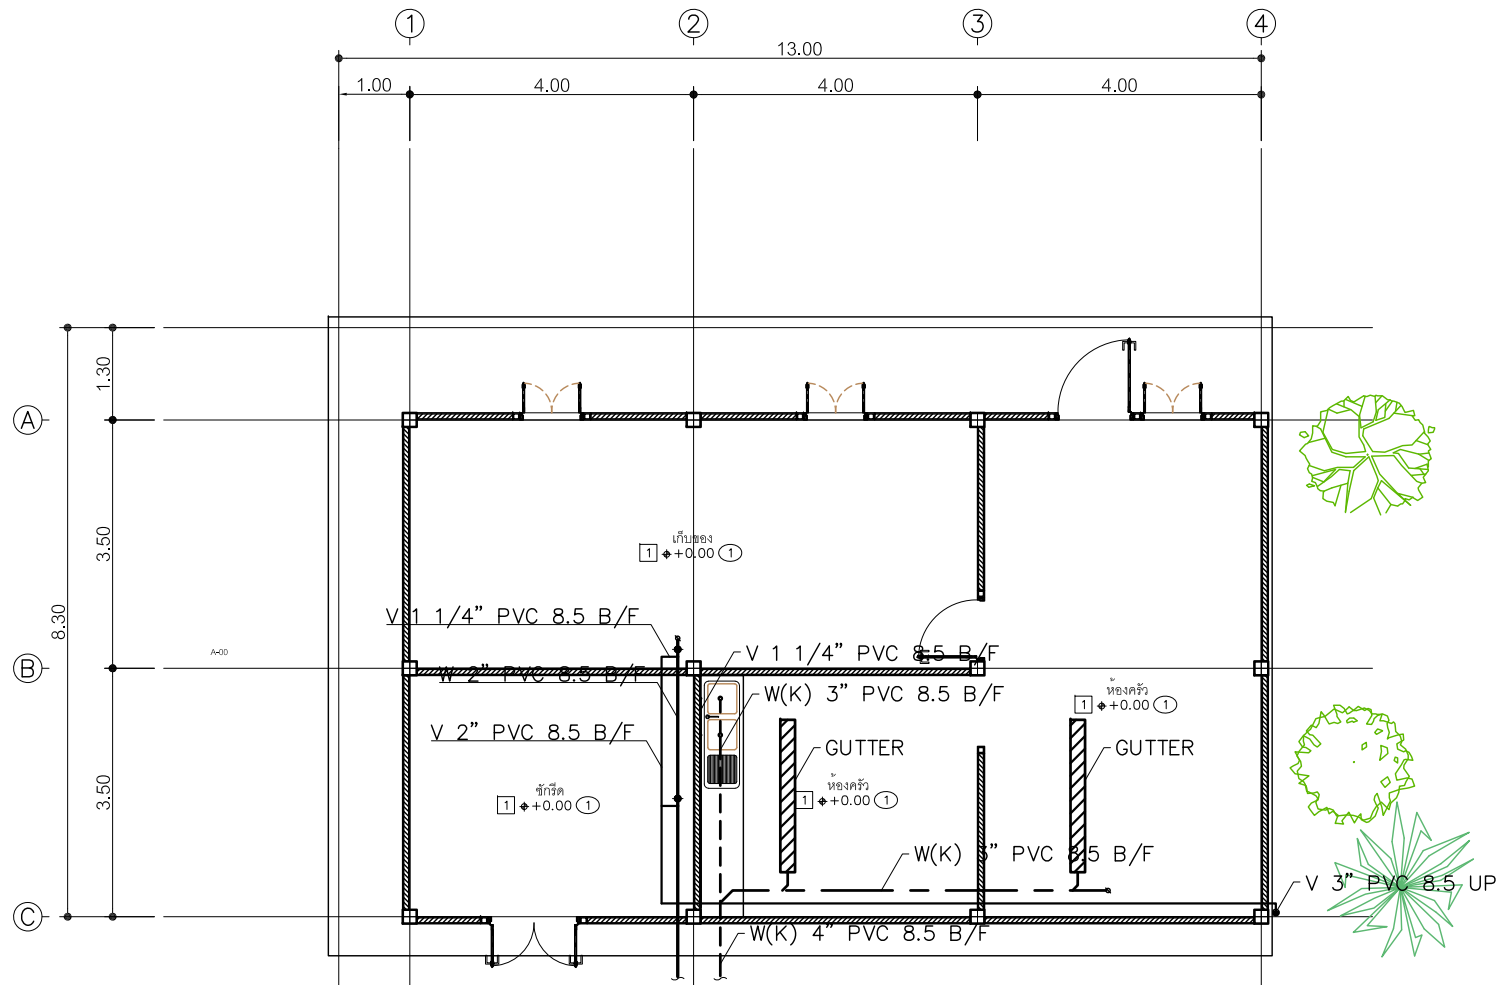 1 2 3 4
13.00
1.00 4.00 4.00 4.00
1.30
A
3.50
เก็บของ
1 +0.00 1
8.30
V 1 1/4" PVC 8.5 B/F
A-00
B
V 1 1/4" PVC 8.5 B/F
W 2" PVC 8.5 B/F
W(K) 3" PVC 8.5 B/F
ห้องครัว
1 +0.00 1
V 2" PVC 8.5 B/F
GUTTER
GUTTER
3.50
ซักรีด
1 +0.00 1
ห้องครัว
1 +0.00 1
W(K) 3" PVC 8.5 B/F
V 3" PVC 8.5 UP
C
W(K) 4" PVC 8.5 B/F